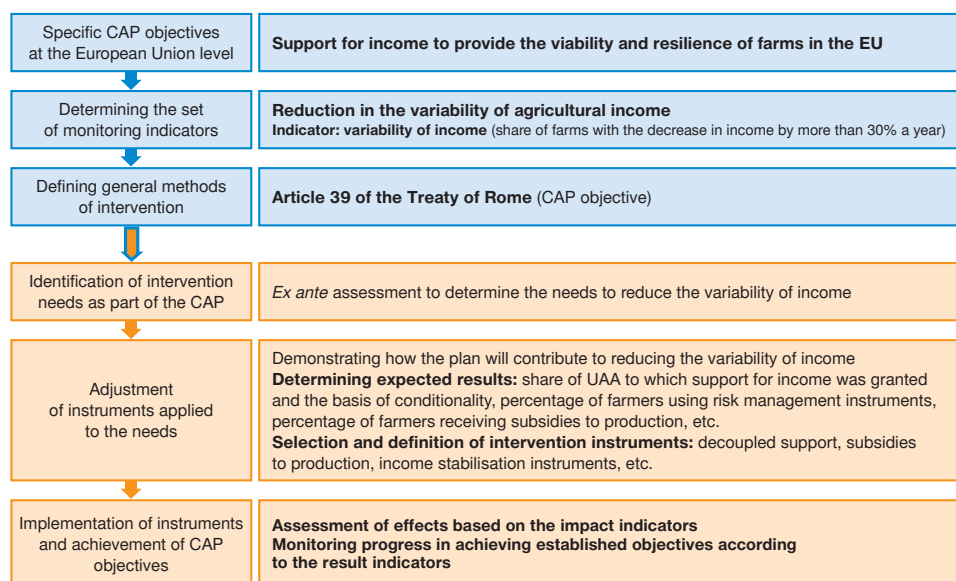 Specific CAP objectives
at the European Union level
Support for income to provide the viability and resilience of farms in the EU
Determining the set
of monitoring indicators
Reduction in the variability of agricultural income
Indicator: variability of income (share of farms with the decrease in income by more than 30% a year)
Defining general methods
of intervention
Article 39 of the Treaty of Rome (CAP objective)
Identification of intervention
needs as part of the CAP
Ex ante assessment to determine the needs to reduce the variability of income
Adjustment
of instruments applied
to the needs
Demonstrating how the plan will contribute to reducing the variability of income
Determining expected results: share of UAA to which support for income was granted
and the basis of conditionality, percentage of farmers using risk management instruments,
percentage of farmers receiving subsidies to production, etc.
Selection and definition of intervention instruments: decoupled support, subsidies
to production, income stabilisation instruments, etc.
Implementation of instruments
and achievement of CAP
objectives
Assessment of effects based on the impact indicators
Monitoring progress in achieving established objectives according
to the result indicators